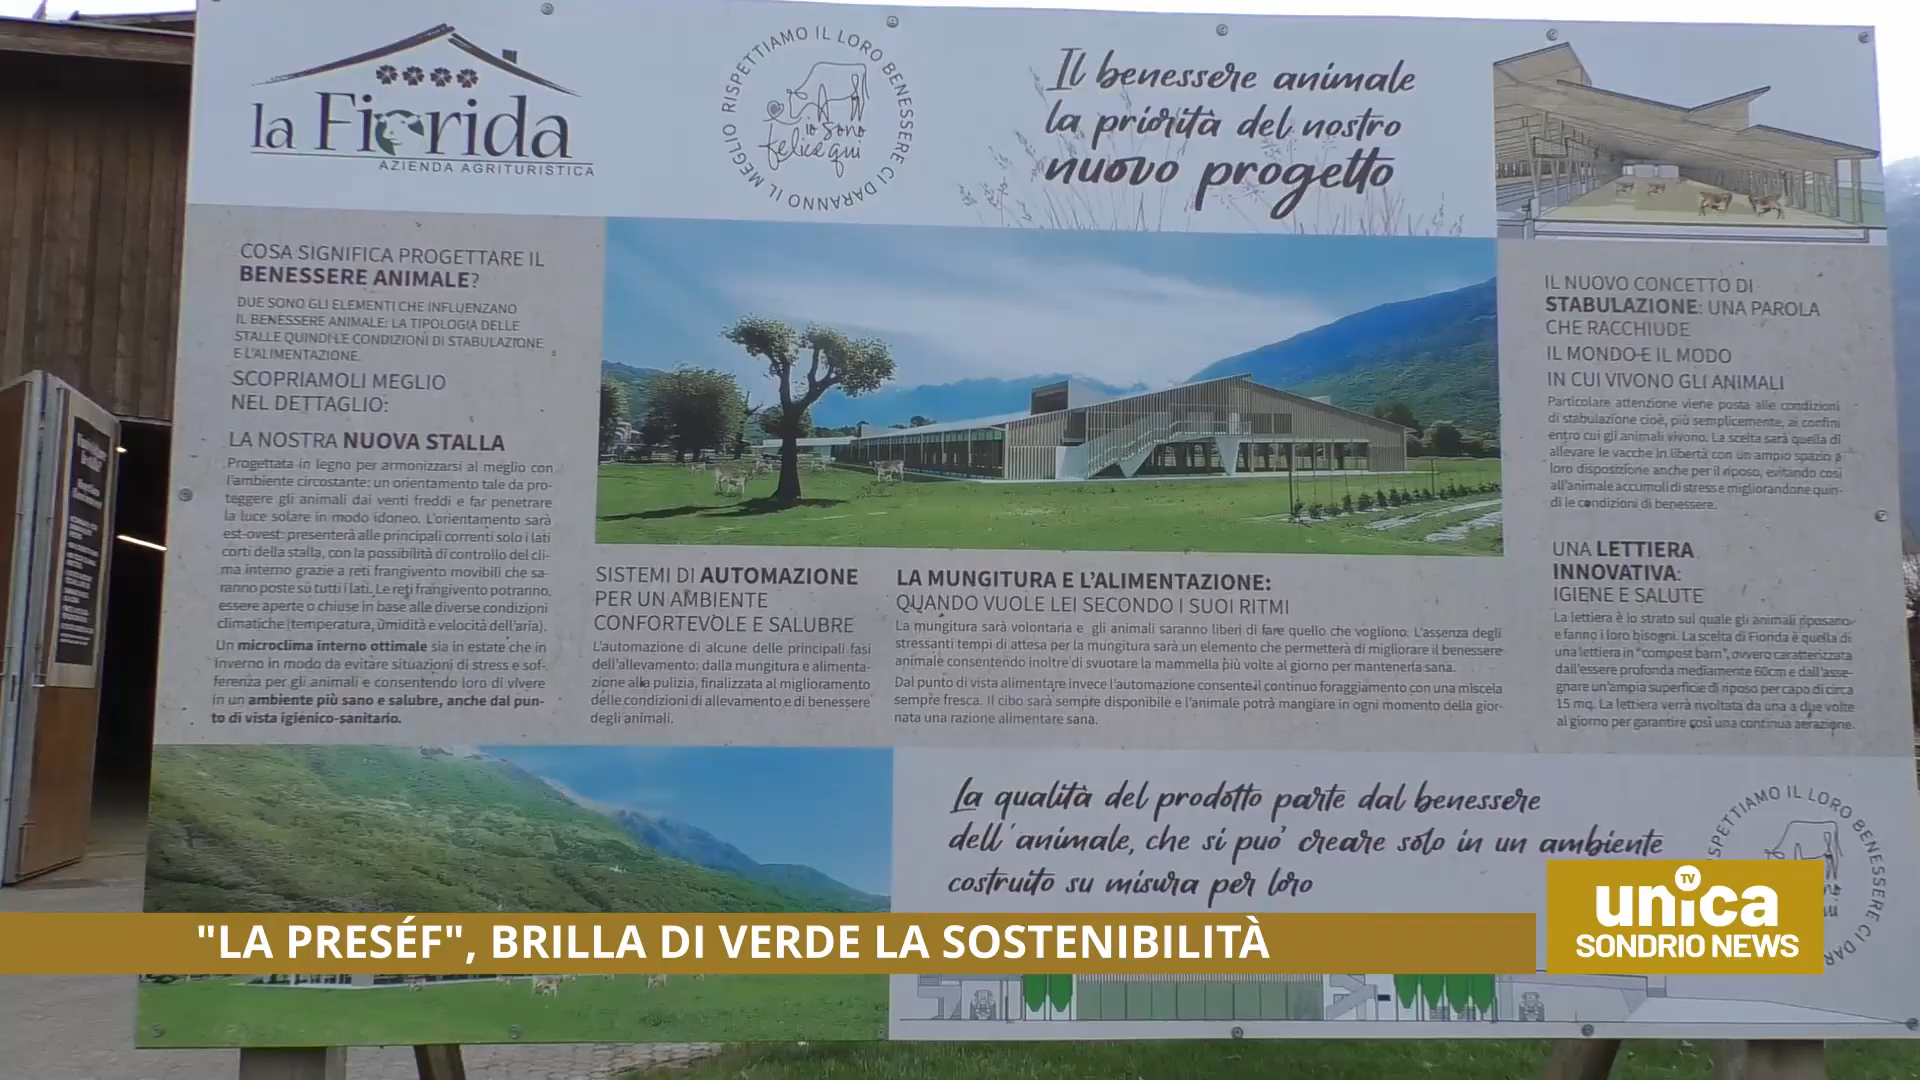 la Fiorida
AZIENDA AGRITURISTICA
RISPETTIAMO IL LORO BENESSERE CI DARANNO IL MEGLIO
io sono
felice qui
Il benessere animale
la priorità del nostro
nuovo progetto
COSA SIGNIFICA PROGETTARE IL
BENESSERE ANIMALE?
DUE SONO GLI ELEMENTI CHE INFLUENZANO
IL BENESSERE ANIMALE: LA TIPOLOGIA DELLE
STALLE QUINDI LE CONDIZIONI DI STABULAZIONE
E L'ALIMENTAZIONE.
SCOPRIAMOLI MEGLIO
NEL DETTAGLIO:
LA NOSTRA NUOVA STALLA
Progettata in legno per armonizzarsi al meglio con
l'ambiente circostante: un orientamento tale da pro-
teggere gli animali dai venti freddi e far penetrare
la luce solare in modo idoneo. L'orientamento sarà
est-ovest: presenterà alle principali correnti solo i lati
corti della stalla, con la possibilità di controllo del cli-
ma interno grazie a reti frangivento movibili che sa-
ranno poste su tutti i lati. Le reti frangivento potranno
essere aperte o chiuse in base alle diverse condizioni
climatiche (temperatura, umidità e velocità dell'aria).
Un microclima interno ottimale sia in estate che in
inverno in modo da evitare situazioni di stress e sof-
ferenza per gli animali e consentendo loro di vivere
in un ambiente più sano e salubre, anche dal pun-
to di vista igienico-sanitario.
SISTEMI DI AUTOMAZIONE
PER UN AMBIENTE
CONFORTEVOLE E SALUBRE
L'automazione di alcune delle principali fasi
dell'allevamento: dalla mungitura e alimenta-
zione alla pulizia, finalizzata al miglioramento
delle condizioni di allevamento e di benessere
degli animali.
LA MUNGITURA E L'ALIMENTAZIONE:
QUANDO VUOLE LEI SECONDO I SUOI RITMI
La mungitura sarà volontaria e gli animali saranno liberi di fare quello che vogliono. L'assenza degli
stressanti tempi di attesa per la mungitura sarà un elemento che permetterà di migliorare il benessere
animale consentendo inoltre di svuotare la mammella più volte al giorno per mantenerla sana.
Dal punto di vista alimentare invece l'automazione consente il continuo foraggiamento con una miscela
sempre fresca. Il cibo sarà sempre disponibile e l'animale potrà mangiare in ogni momento della gior-
nata una razione alimentare sana.
IL NUOVO CONCETTO DI
STABULAZIONE: UNA PAROLA
CHE RACCHIUDE
IL MONDO E IL MODO
IN CUI VIVONO GLI ANIMALI
Particolare attenzione viene posta alle condizioni
di stabulazione cioè, più semplicemente, ai confini
entro cui gli animali vivono. La scelta sarà quella di
allevare le vacche in libertà con un ampio spazio a
loro disposizione anche per il riposo, evitando così
all'animale accumuli di stress e migliorandone quin-
di le condizioni di benessere.
UNA LETTIERA
INNOVATIVA:
IGIENE E SALUTE
La lettiera è lo strato sul quale gli animali riposano
e fanno i loro bisogni. La scelta di Fiorida è quella di
una lettiera in "compost barn", ovvero caratterizzata
dall'essere profonda mediamente 60cm e dall'asse-
gnare un'ampia superficie di riposo per capo di circa
15 mq. La lettiera verrà rivoltata da una a due volte
al giorno per garantire così una continua aerazione.
La qualità del prodotto parte dal benessere
dell'animale, che si può creare solo in un ambiente
costruito su misura per loro
SPETTIAMO IL LORO BENESSERE CI DAR
"LA PRESÉF", BRILLA DI VERDE LA SOSTENIBILITÀ
TV
unica
SONDRIO NEWS